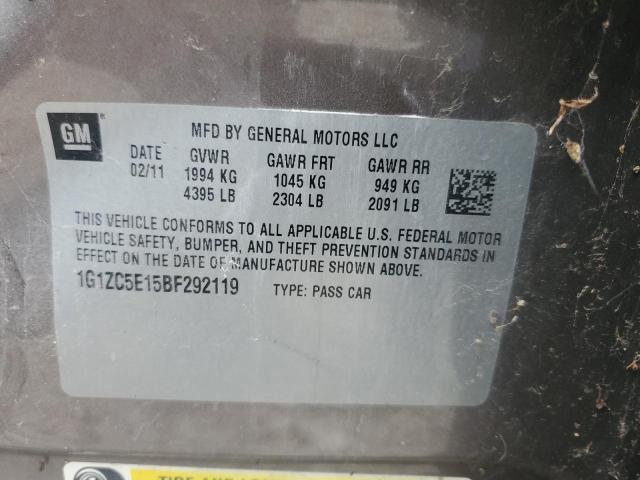 GM
MFD BY GENERAL MOTORS LLC
DATE GVWR GAWR FRT GAWR RR
02/11 1994 KG 1045 KG 949 KG
4395 LB 2304 LB 2091 LB
THIS VEHICLE CONFORMS TO ALL APPLICABLE U.S. FEDERAL MOTOR
VEHICLE SAFETY, BUMPER, AND THEFT PREVENTION STANDARDS IN
EFFECT ON THE DATE OF MANUFACTURE SHOWN ABOVE.
1G1ZC5E15BF292119 TYPE: PASS CAR
TIRE AND